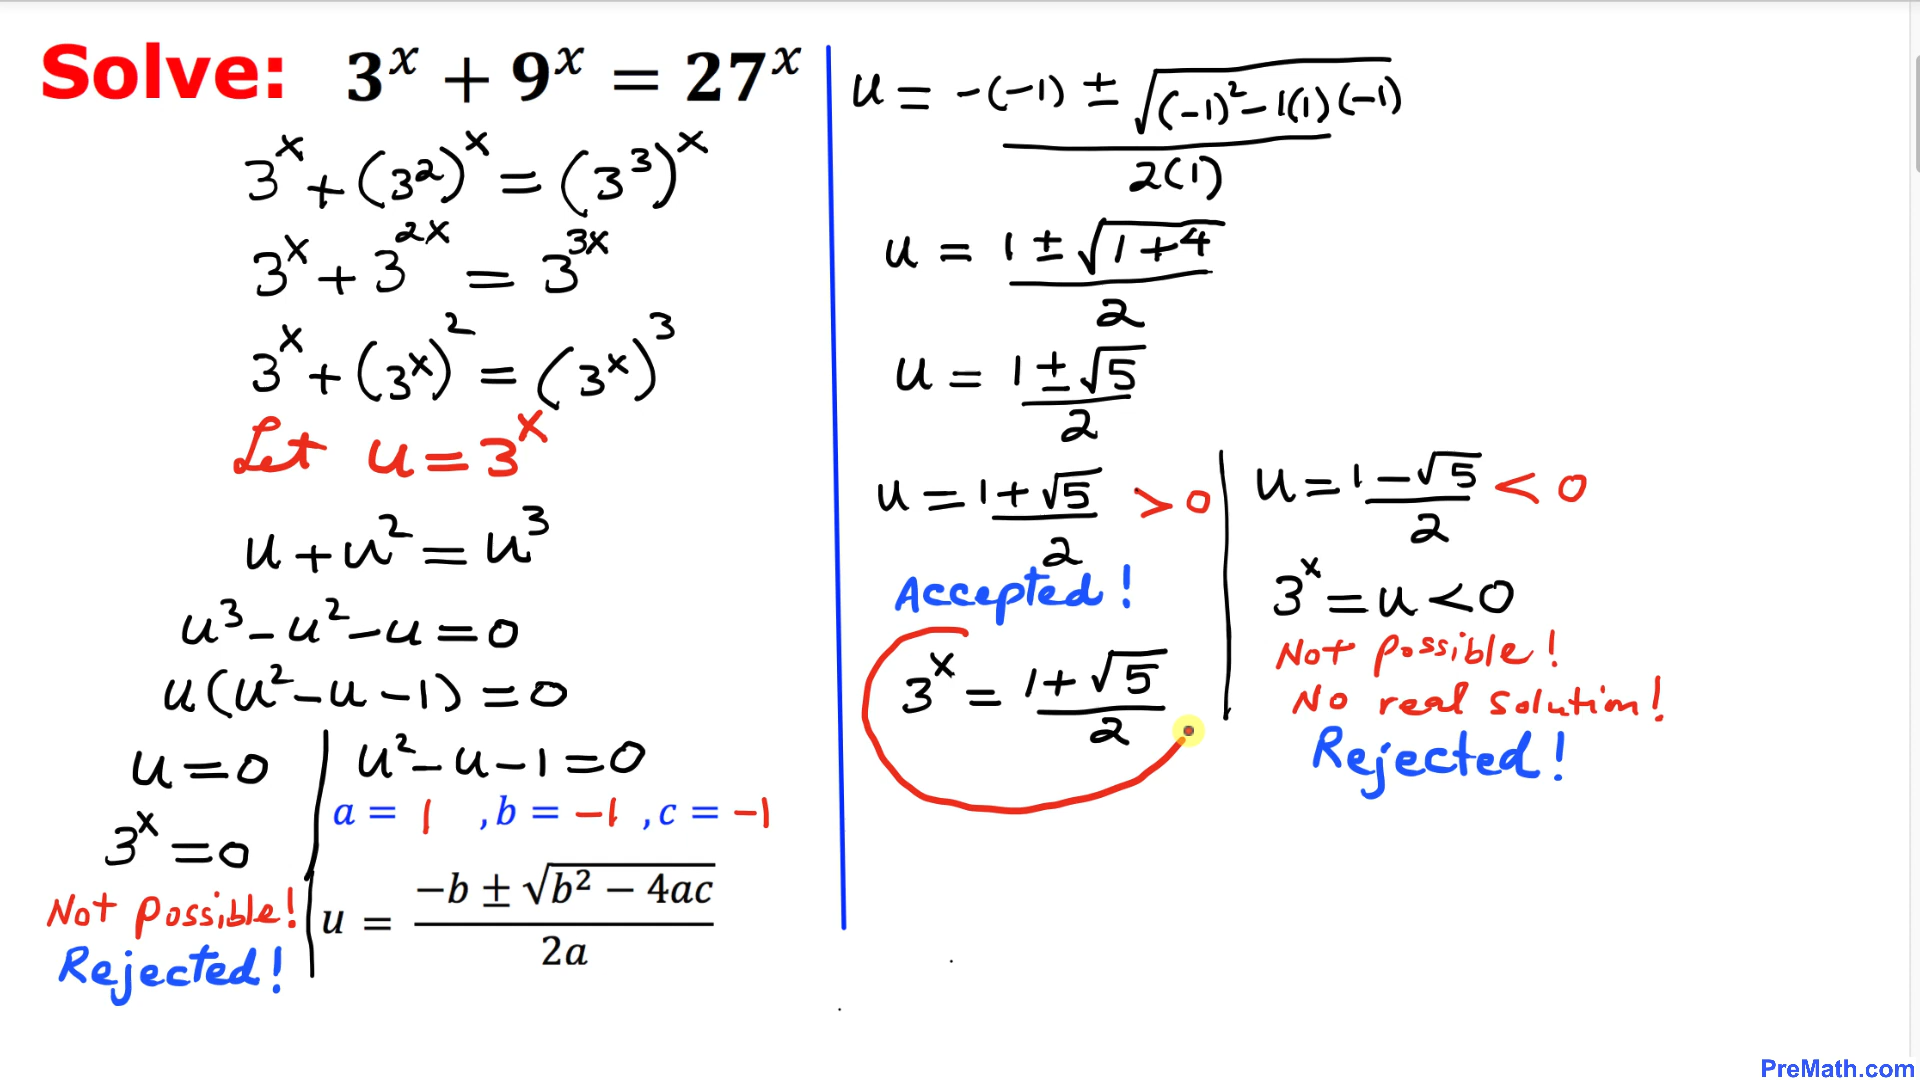 Solve: 3^x + 9^x = 27^x
3^x + (3^2)^x = (3^3)^x
3^x + 3^2x = 3^3x
3^x + (3^x)^2 = (3^x)^3
Let u = 3^x
u + u^2 = u^3
u^3 - u^2 - u = 0
u(u^2 - u - 1) = 0
u = 0
3^x = 0
Not possible!
Rejected!
u^2 - u - 1 = 0
a = 1 , b = -1 , c = -1
u = (-b ± √(b² - 4ac)) / 2a
u = (-(-1) ± √((-1)^2 - 4(1)(-1))) / 2(1)
u = (1 ± √(1+4)) / 2
u = (1 ± √5) / 2
u = (1 + √5) / 2 > 0
Accepted!
3^x = (1 + √5) / 2
u = (1 - √5) / 2 < 0
3^x = u < 0
Not possible!
No real solution!
Rejected!
PreMath.com